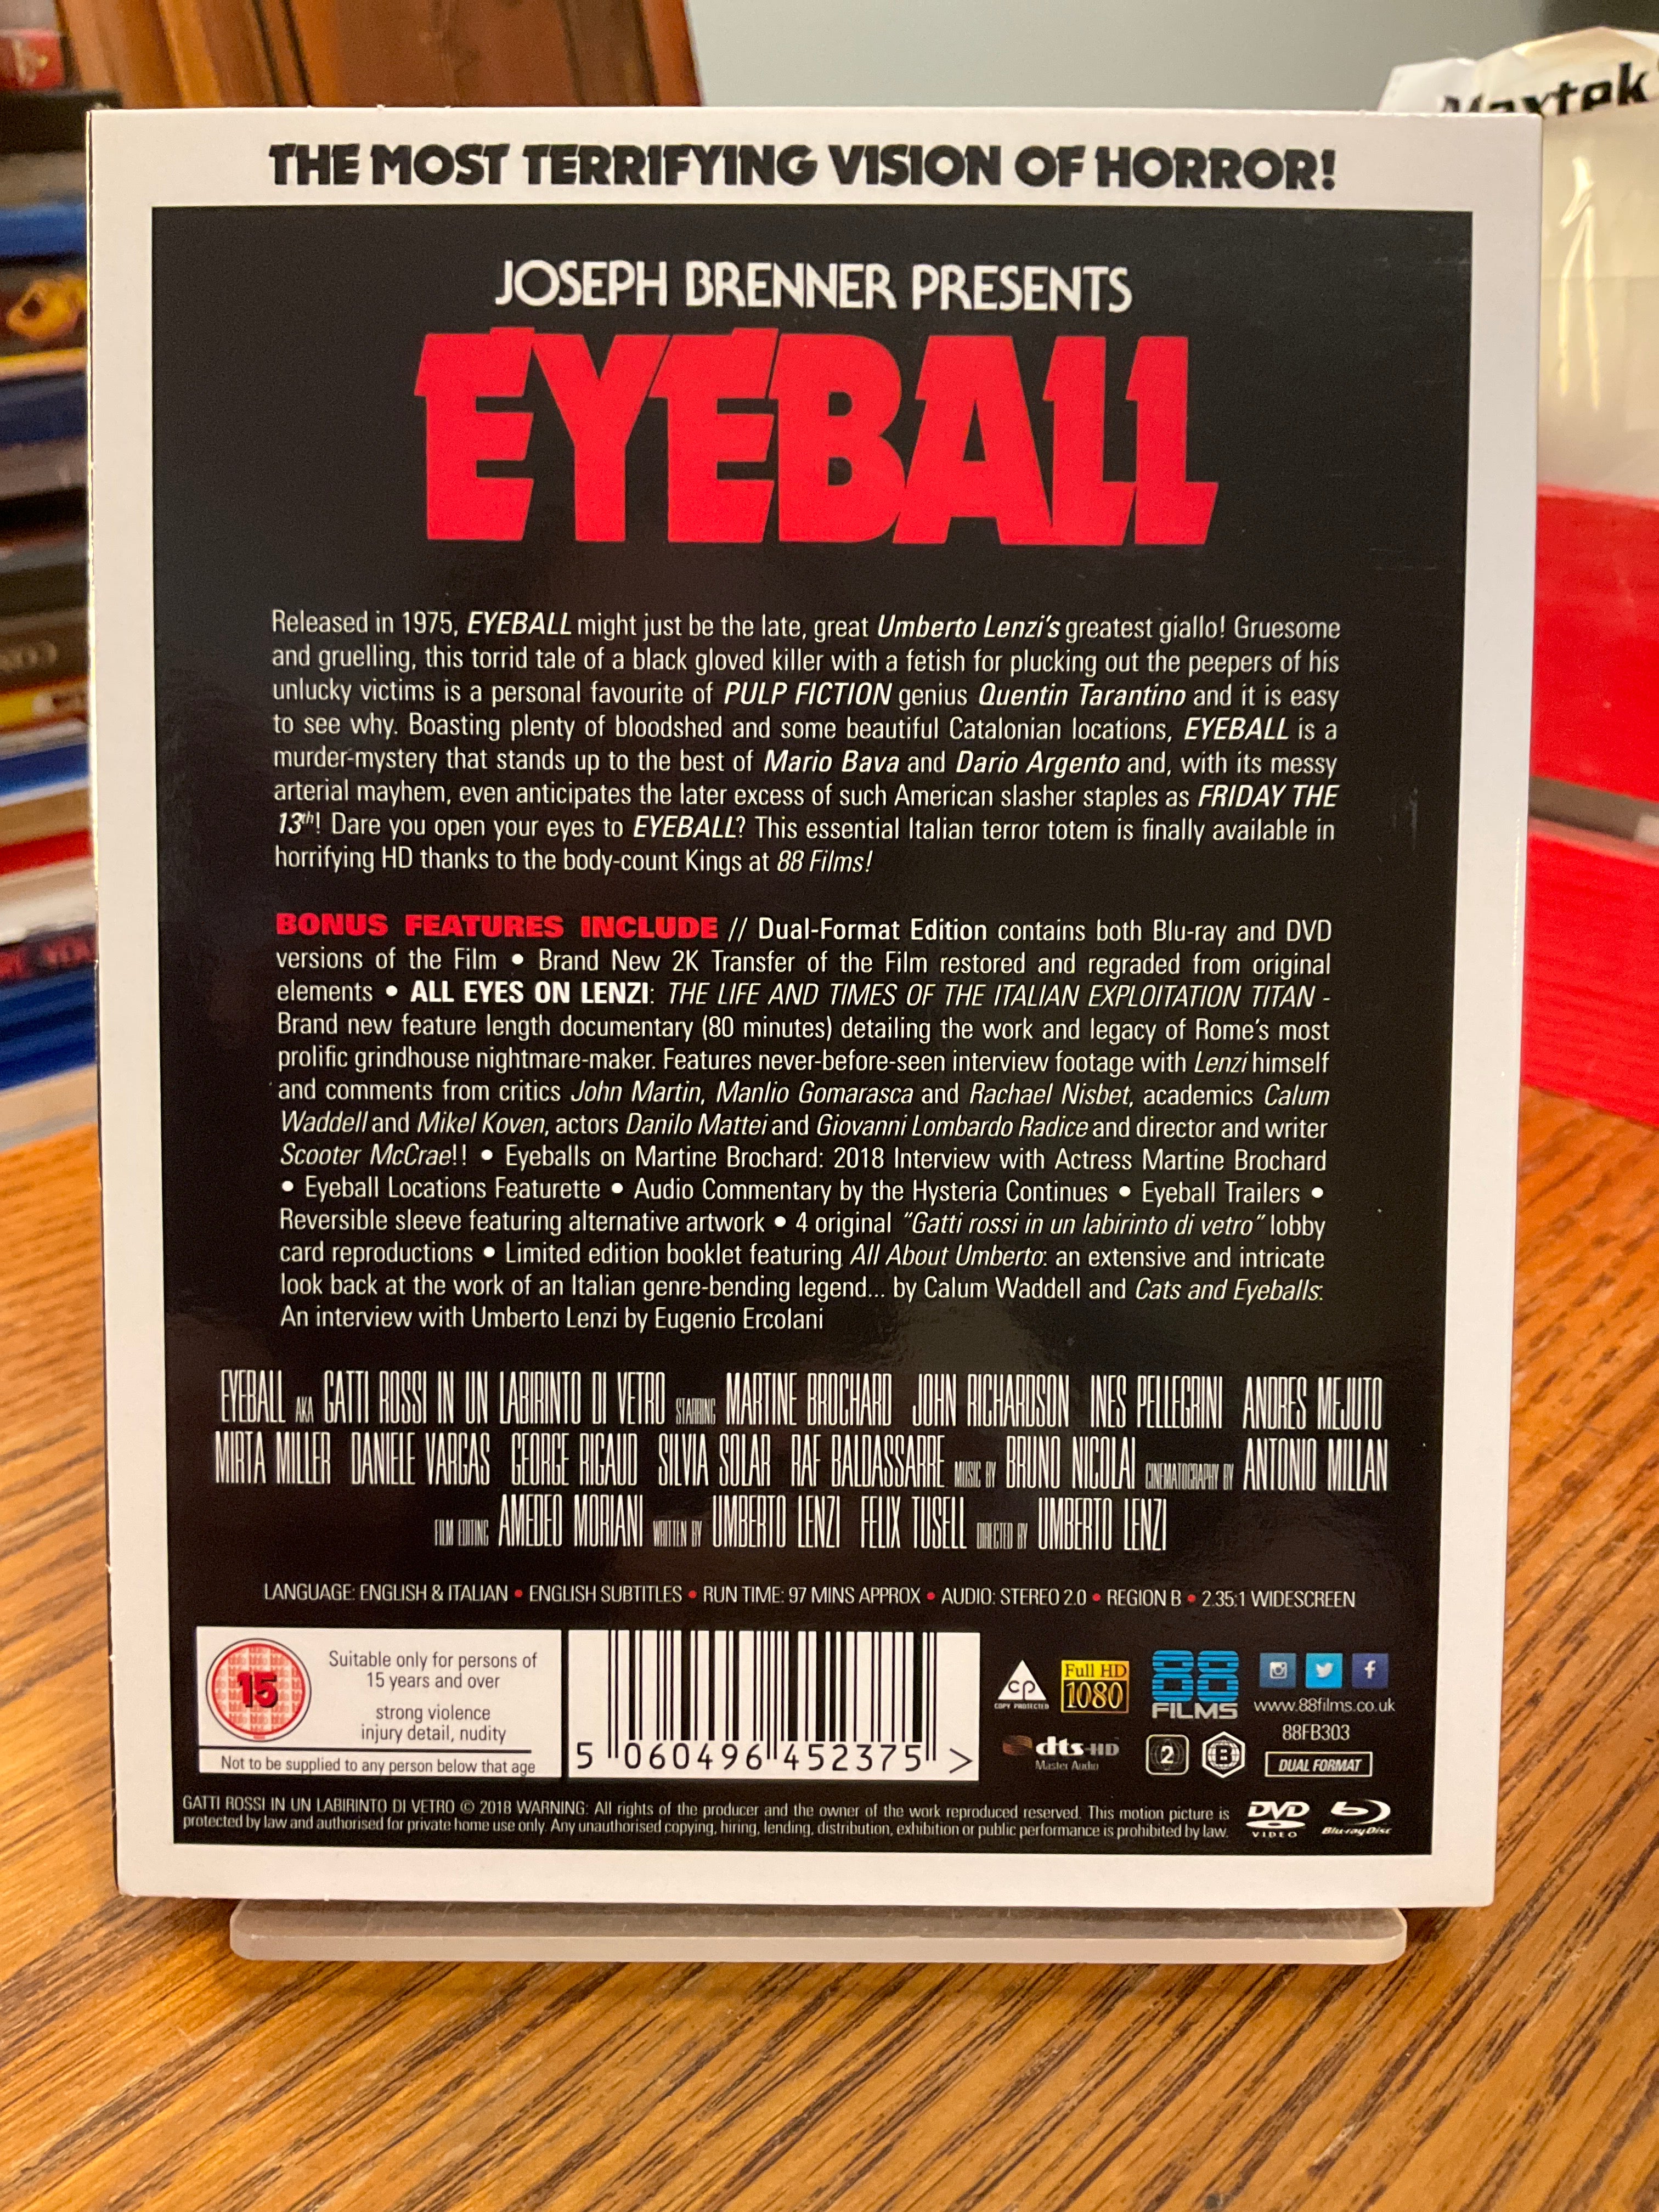 Maxtek
THE MOST TERRIFYING VISION OF HORROR!
JOSEPH BRENNER PRESENTS
EYEBALL
Released in 1975, EYEBALL might just be the late, great Umberto Lenzi's greatest giallo! Gruesome
and gruelling, this torrid tale of a black gloved killer with a fetish for plucking out the peepers of his
unlucky victims is a personal favourite of PULP FICTION genius Quentin Tarantino and it is easy
to see why. Boasting plenty of bloodshed and some beautiful Catalonian locations, EYEBALL is a
murder-mystery that stands up to the best of Mario Bava and Dario Argento and, with its messy
arterial mayhem, even anticipates the later excess of such American slasher staples as FRIDAY THE
13th! Dare you open your eyes to EYEBALL? This essential Italian terror totem is finally available in
horrifying HD thanks to the body-count Kings at 88 Films!
BONUS FEATURES INCLUDE // Dual-Format Edition contains both Blu-ray and DVD
versions of the Film • Brand New 2K Transfer of the Film restored and regraded from original
elements • ALL EYES ON LENZI: THE LIFE AND TIMES OF THE ITALIAN EXPLOITATION TITAN -
Brand new feature length documentary (80 minutes) detailing the work and legacy of Rome's most
prolific grindhouse nightmare-maker. Features never-before-seen interview footage with Lenzi himself
and comments from critics John Martin, Manlio Gomarasca and Rachael Nisbet, academics Calum
Waddell and Mikel Koven, actors Danilo Mattei and Giovanni Lombardo Radice and director and writer
Scooter McCrae!! • Eyeballs on Martine Brochard: 2018 Interview with Actress Martine Brochard
• Eyeball Locations Featurette • Audio Commentary by the Hysteria Continues • Eyeball Trailers •
Reversible sleeve featuring alternative artwork • 4 original "Gatti rossi in un labirinto di vetro" lobby
card reproductions • Limited edition booklet featuring All About Umberto: an extensive and intricate
look back at the work of an Italian genre-bending legend... by Calum Waddell and Cats and Eyeballs:
An interview with Umberto Lenzi by Eugenio Ercolani
EYEBALL AKA GATTI ROSSI IN UN LABIRINTO DI VETRO STARRING MARTINE BROCHARD JOHN RICHARDSON INES PELLEGRINI ANDRES MEJUTO
MIRTA MILLER DANIELE VARGAS GEORGE RIGAUD SILVIA SOLAR RAF BALDASSARRE MUSIC BY BRUNO NICOLAI CINEMATOGRAPHY BY ANTONIO MILLAN
FILM EDITING AMEDEO MORIANI WRITTEN BY UMBERTO LENZI FELIX TUSELL DIRECTED BY UMBERTO LENZI
LANGUAGE: ENGLISH & ITALIAN • ENGLISH SUBTITLES • RUN TIME: 97 MINS APPROX • AUDIO: STEREO 2.0 • REGION B • 2.35:1 WIDESCREEN
15
Suitable only for persons of
15 years and over
strong violence
injury detail, nudity
Not to be supplied to any person below that age
5 060496 452375 >
CP
COPY PROTECTED
Full HD
1080
88
FILMS
www.88films.co.uk
88FB303
DUAL FORMAT
dts-HD
Master Audio
2
B
GATTI ROSSI IN UN LABIRINTO DI VETRO © 2018 WARNING: All rights of the producer and the owner of the work reproduced reserved. This motion picture is
protected by law and authorised for private home use only. Any unauthorised copying, hiring, lending, distribution, exhibition or public performance is prohibited by law.
DVD
VIDEO
Blu-ray Disc